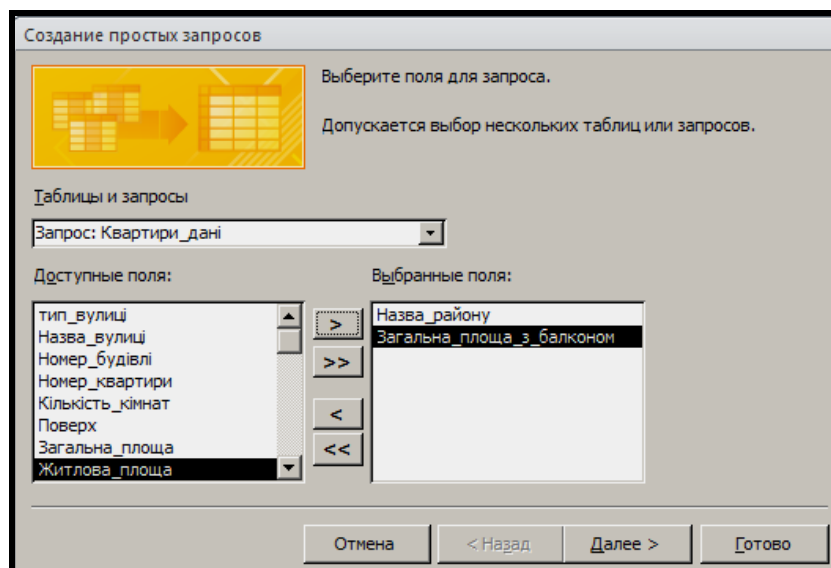 Создание простых запросов
Выберите поля для запроса.
Допускается выбор нескольких таблиц или запросов.
Таблицы и запросы
Запрос: Квартири_дані
Доступные поля:
Выбранные поля:
тип_вулиці
Назва_вулиці
Номер_будівлі
Номер_квартири
Кількість_кімнат
Поверх
Загальна_площа
Житлова_площа
>
>>
<
<<
Назва_району
Загальна_площа_з_балконом
Отмена
< Назад
Далее >
Готово